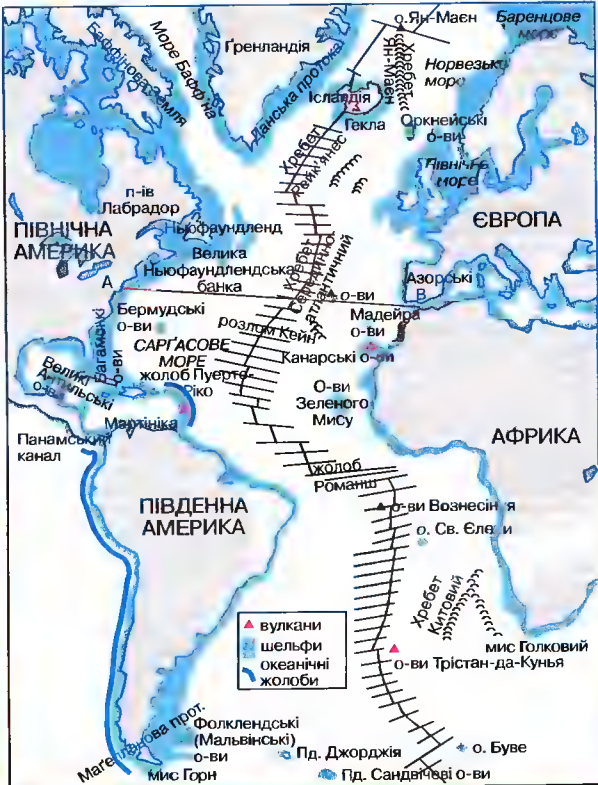 о. Ян-Маєн
Баренцове
море
Ґренландія
Море Баффіна
Баффінова Земля
Данська протока
Хребет
Ян-Маєн
Норвезьке
море
Ісландія
Гекла
Оркнейські
о-ви
Північне
море
Хребет
Рейк'янес
п-ів
Лабрадор
ПІВНІЧНА
АМЕРИКА
Ньюфаундленд
Велика
Ньюфаундлендська
банка
ЄВРОПА
Хребет
Серединно-
Атлантичний
А
Азорські
о-ви
В
Бермудські
о-ви
розлом Кейн
Мадейра
о-ви
САРҐАСОВЕ
МОРЕ
Канарські о-ви
Багамські
о-ви
жолоб Пуерто-
Ріко
Великі
Антильські
о-ви
О-ви
Зеленого
Мису
Мартініка
Панамський
канал
АФРИКА
жолоб
Романш
ПІВДЕННА
АМЕРИКА
о-ви Вознесіння
о. Св. Єлени
Хребет
Китовий
мис Голковий
вулкани
шельфи
океанічні
жолоби
о-ви Трістан-да-Кунья
Маґелланова прот.
Фолклендські
(Мальвінські)
о-ви
Пд. Джорджія
о. Буве
мис Горн
Пд. Сандвічеві о-ви